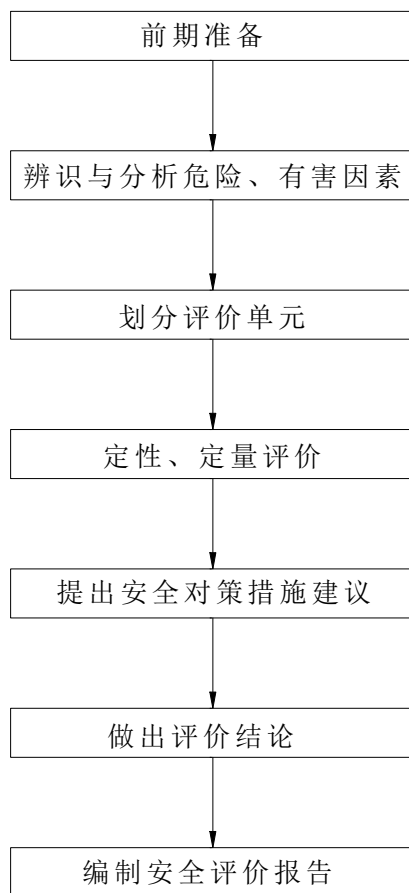 前期准备
辨识与分析危险、有害因素
划分评价单元
定性、定量评价
提出安全对策措施建议
做出评价结论
编制安全评价报告